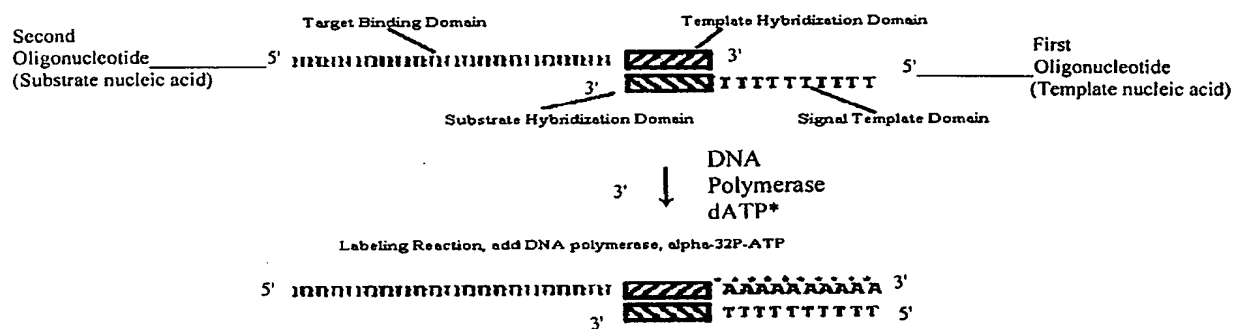 Target Binding Domain
Template Hybridization Domain
Second
Oligonucleotide
(Substrate nucleic acid)
5'
3'
First
Oligonucleotide
(Template nucleic acid)
5'
3'
TTTTTTTTTT
Substrate Hybridization Domain
Signal Template Domain
3'
DNA
Polymerase
dATP*
Labeling Reaction, add DNA polymerase, alpha-32P-ATP
5'
AAAAAAAAAA
3'
3'
TTTTTTTTTT
5'